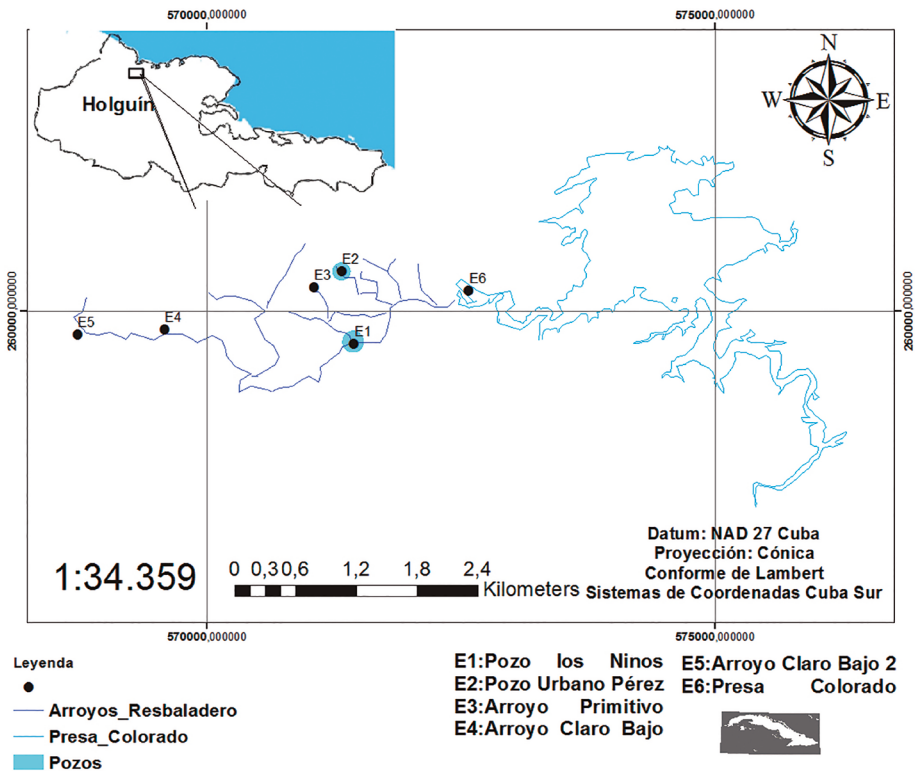 570000,000000
575000,000000
Holguín
N
W
E
S
260000,000000
260000,000000
E2
E3
E6
E5
E4
E1
1:34.359
0 0,3 0,6 1,2 1,8 2,4
Kilometers
Datum: NAD 27 Cuba
Proyección: Cónica
Conforme de Lambert
Sistemas de Coordenadas Cuba Sur
570000,000000
575000,000000
Leyenda
Arroyos_Resbaladero
Presa_Colorado
Pozos
E1:Pozo los Ninos
E2:Pozo Urbano Pérez
E3:Arroyo Primitivo
E4:Arroyo Claro Bajo
E5:Arroyo Claro Bajo 2
E6:Presa Colorado